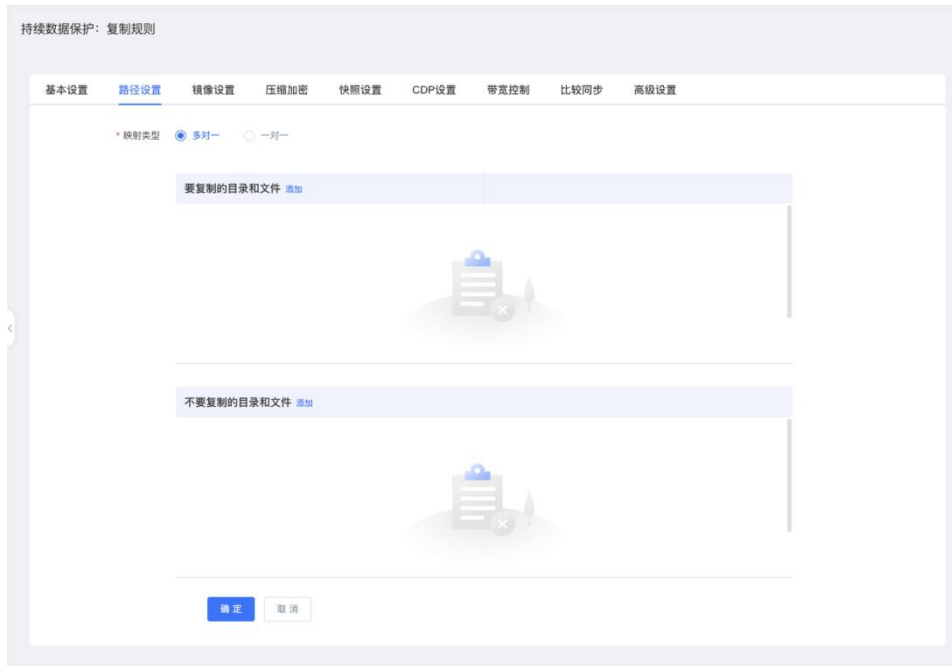 持续数据保护：复制规则
基本设置 路径设置 镜像设置 压缩加密 快照设置 CDP设置 带宽控制 比较同步 高级设置
* 映射类型 多对一 一对一
要复制的目录和文件 添加
不要复制的目录和文件 添加
确定 取消